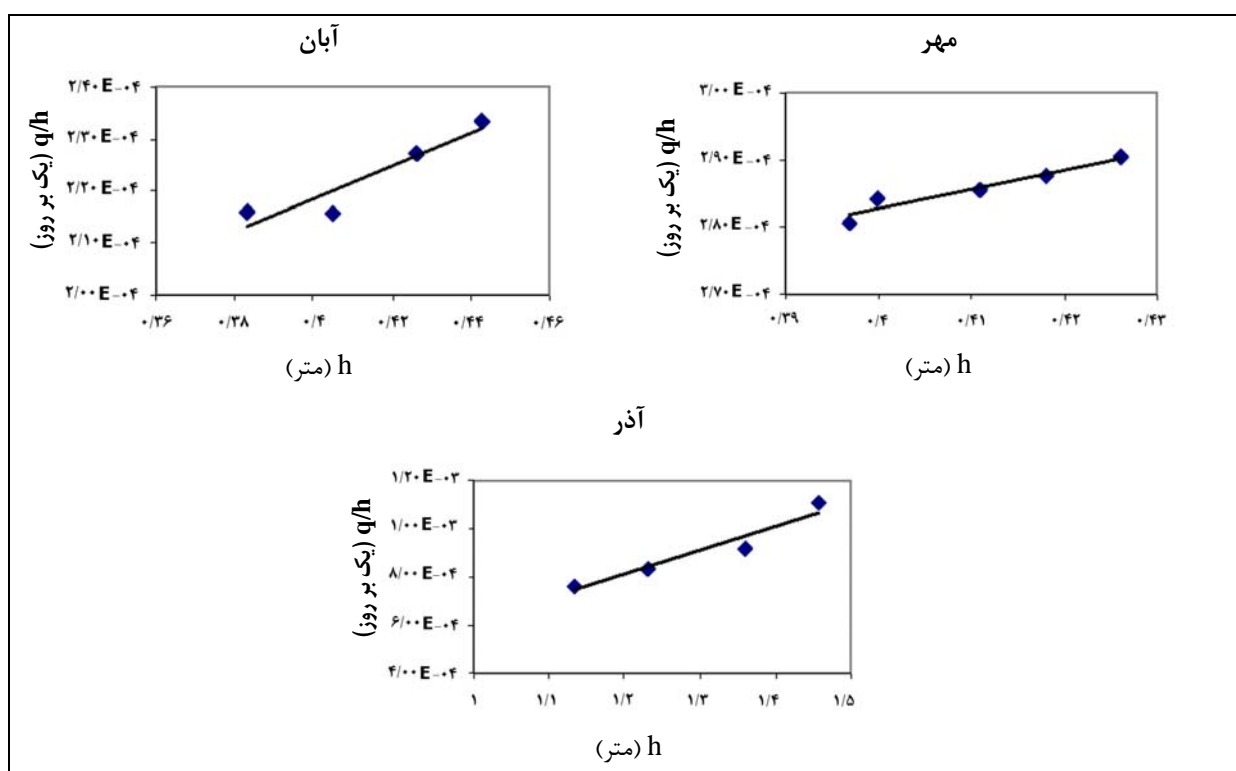 مهر
q/h (یک بر روز)
۳/۰۰E-۰۴
۲/۹۰E-۰۴
۲/۸۰E-۰۴
۲/۷۰E-۰۴
۰/۳۹ ۰/۴ ۰/۴۱ ۰/۴۲ ۰/۴۳
h (متر)
آبان
q/h (یک بر روز)
۲/۴۰E-۰۴
۲/۳۰E-۰۴
۲/۲۰E-۰۴
۲/۱۰E-۰۴
۲/۰۰E-۰۴
۰/۳۶ ۰/۳۸ ۰/۴ ۰/۴۲ ۰/۴۴ ۰/۴۶
h (متر)
آذر
q/h (یک بر روز)
۱/۲۰E-۰۳
۱/۰۰E-۰۳
۸/۰۰E-۰۴
۶/۰۰E-۰۴
۴/۰۰E-۰۴
۱ ۱/۱ ۱/۲ ۱/۳ ۱/۴ ۱/۵
h (متر)